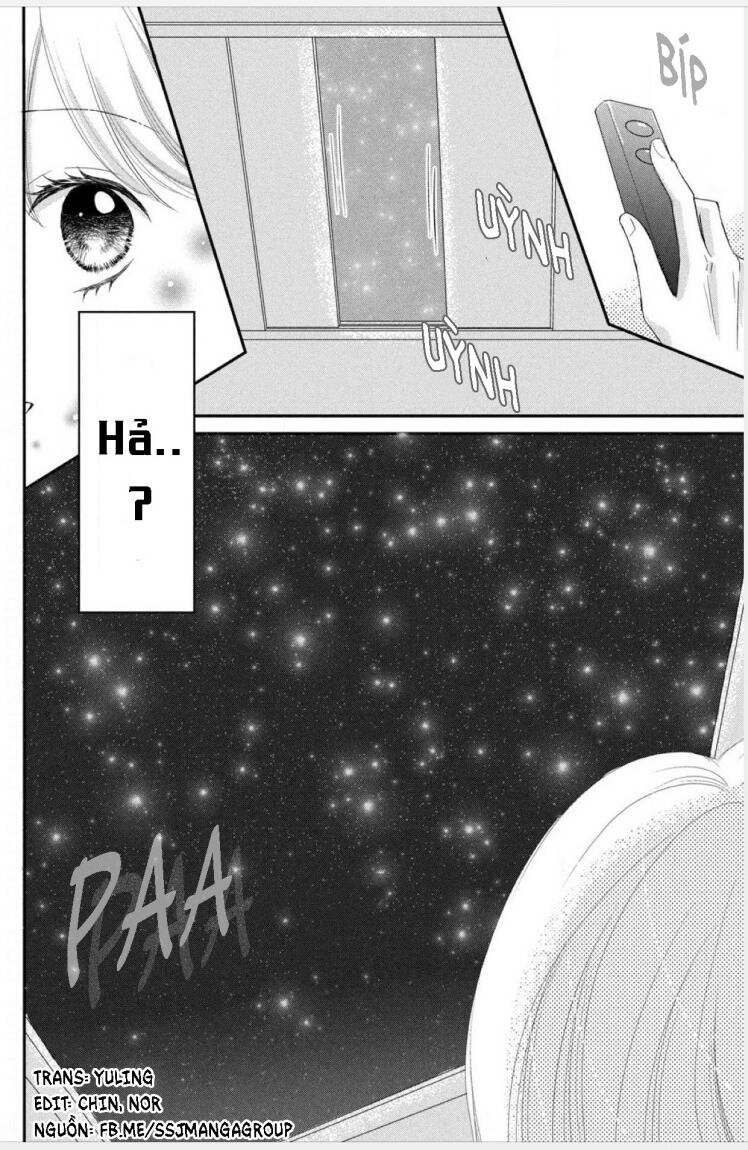 BÍP
UỲNH
UỲNH
Hả..
?
PAA
TRANS: YULING
EDIT: CHIN, NOR
NGUỒN: FB.ME/SSJMANGAGROUP